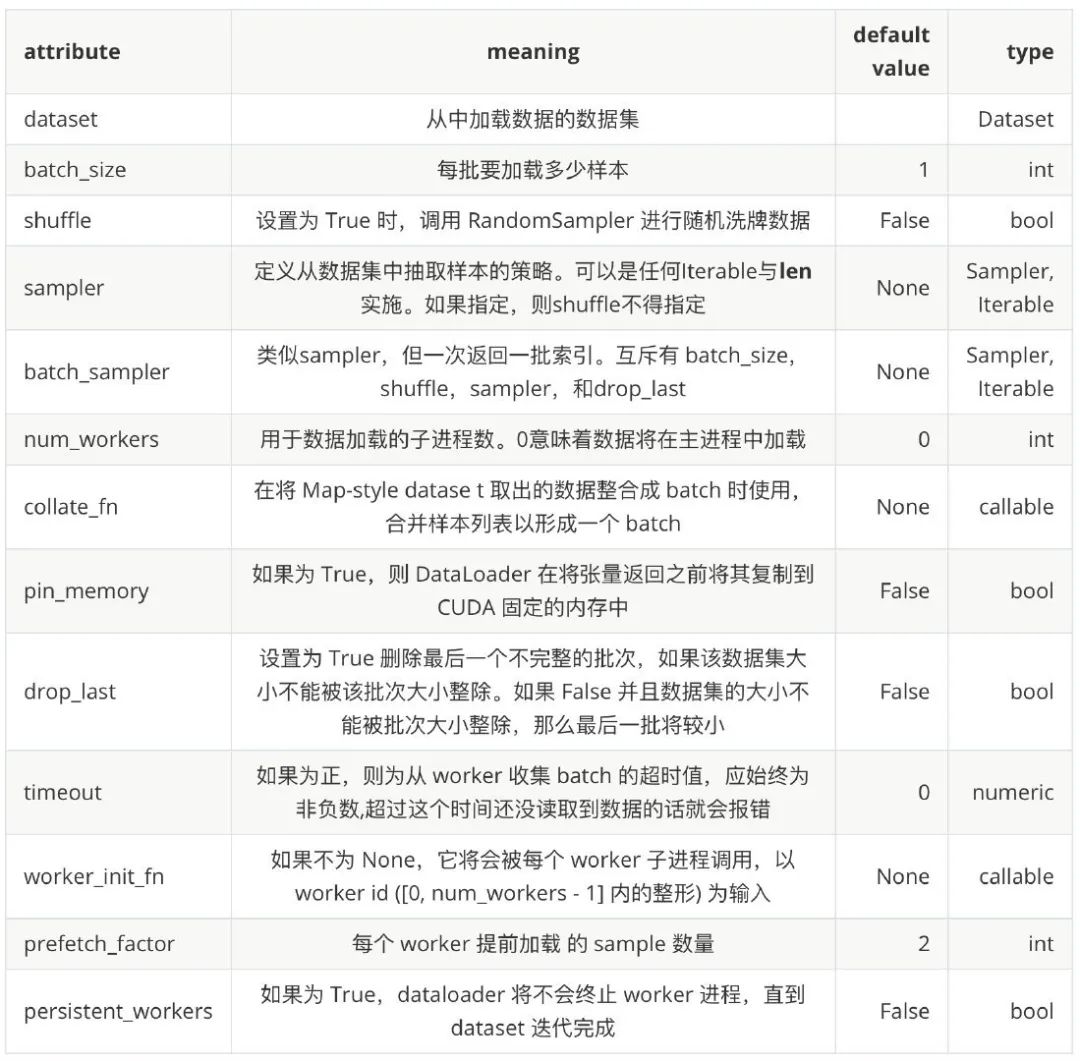 attribute meaning default value type
dataset 从中加载数据的数据集 Dataset
batch_size 每批要加载多少样本 1 int
shuffle 设置为 True 时，调用 RandomSampler 进行随机洗牌数据 False bool
sampler 定义从数据集中抽取样本的策略。可以是任何Iterable与len
实施。如果指定，则shuffle不得指定 None Sampler,
Iterable
batch_sampler 类似sampler，但一次返回一批索引。互斥有 batch_size，
shuffle，sampler，和drop_last None Sampler,
Iterable
num_workers 用于数据加载的子进程数。0意味着数据将在主进程中加载 0 int
collate_fn 在将 Map-style datase t 取出的数据整合成 batch 时使用，
合并样本列表以形成一个 batch None callable
pin_memory 如果为 True，则 DataLoader 在将张量返回之前将其复制到
CUDA 固定的内存中 False bool
drop_last 设置为 True 删除最后一个不完整的批次，如果该数据集大
小不能被该批次大小整除。如果 False 并且数据集的大小不
能被批次大小整除，那么最后一批将较小 False bool
timeout 如果为正，则为从 worker 收集 batch 的超时值，应始终为
非负数,超过这个时间还没读取到数据的话就会报错 0 numeric
worker_init_fn 如果不为 None，它将会被每个 worker 子进程调用，以
worker id ([0, num_workers - 1] 内的整形) 为输入 None callable
prefetch_factor 每个 worker 提前加载 的 sample 数量 2 int
persistent_workers 如果为 True，dataloader 将不会终止 worker 进程，直到
dataset 迭代完成 False bool